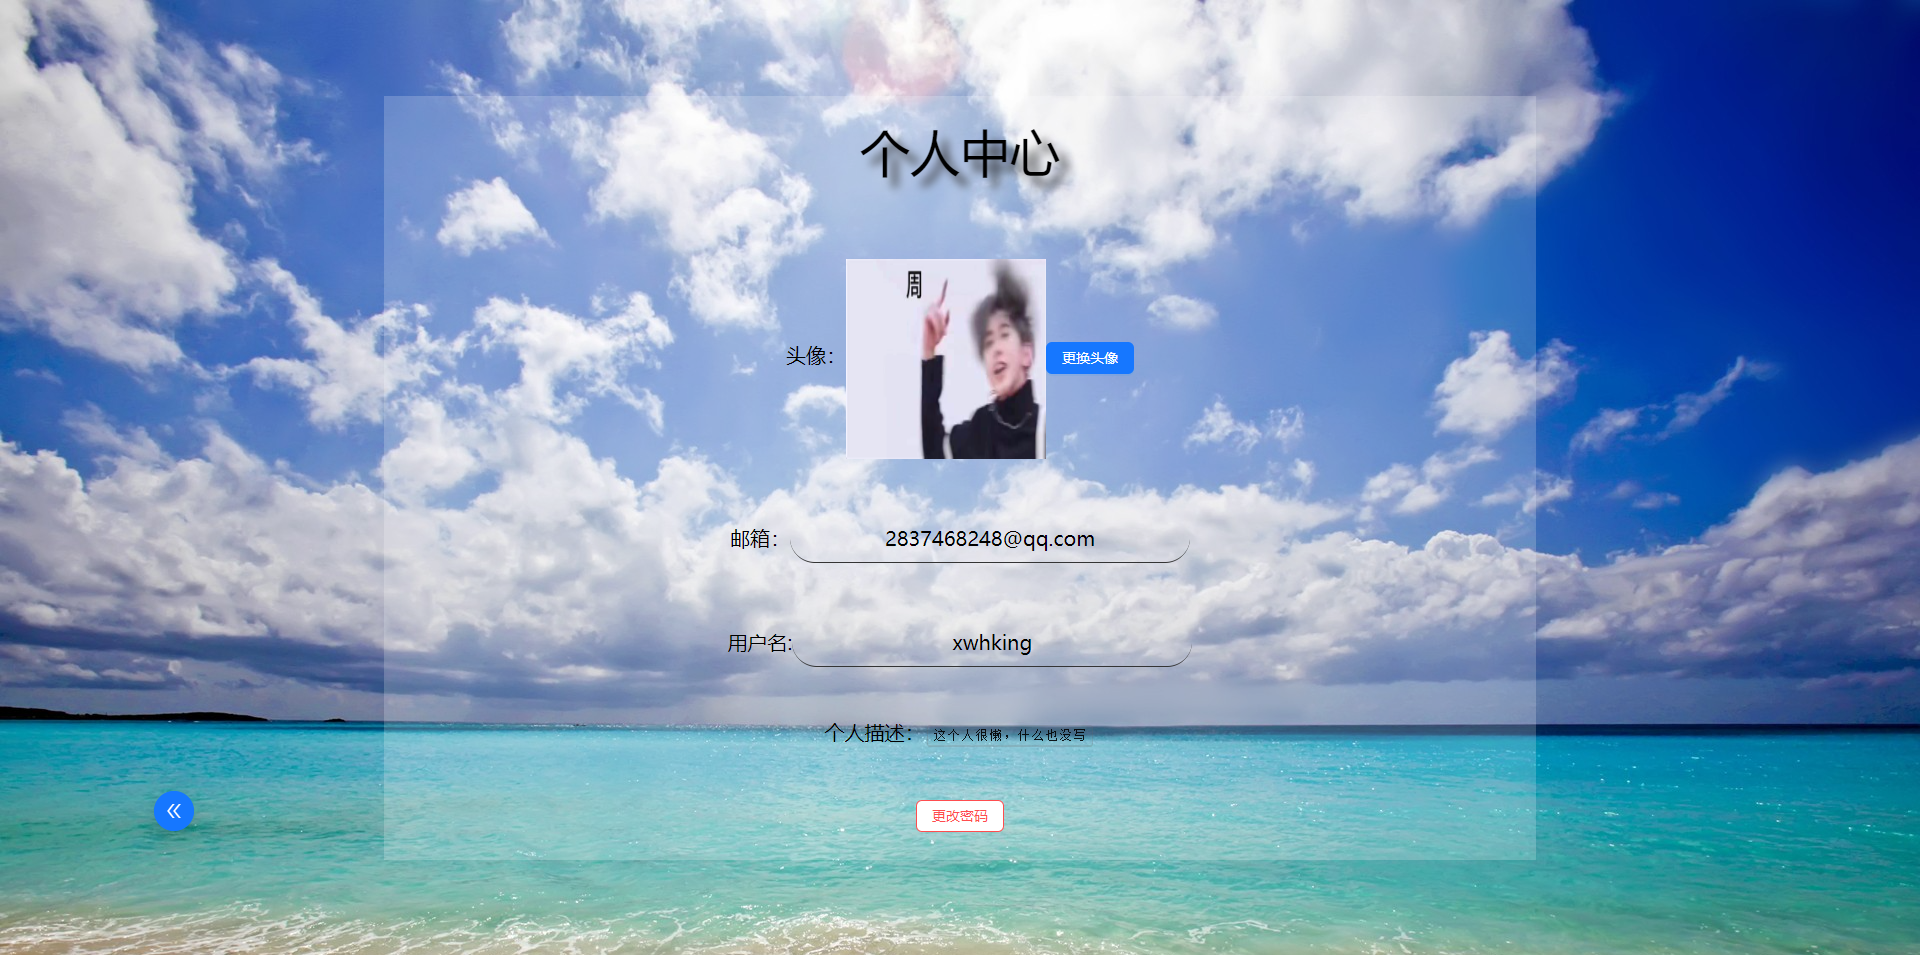 个人中心
周
头像：
更换头像
邮箱：
2837468248@qq.com
用户名:
xwhking
个人描述：
这个人很懒，什么也没写
更改密码